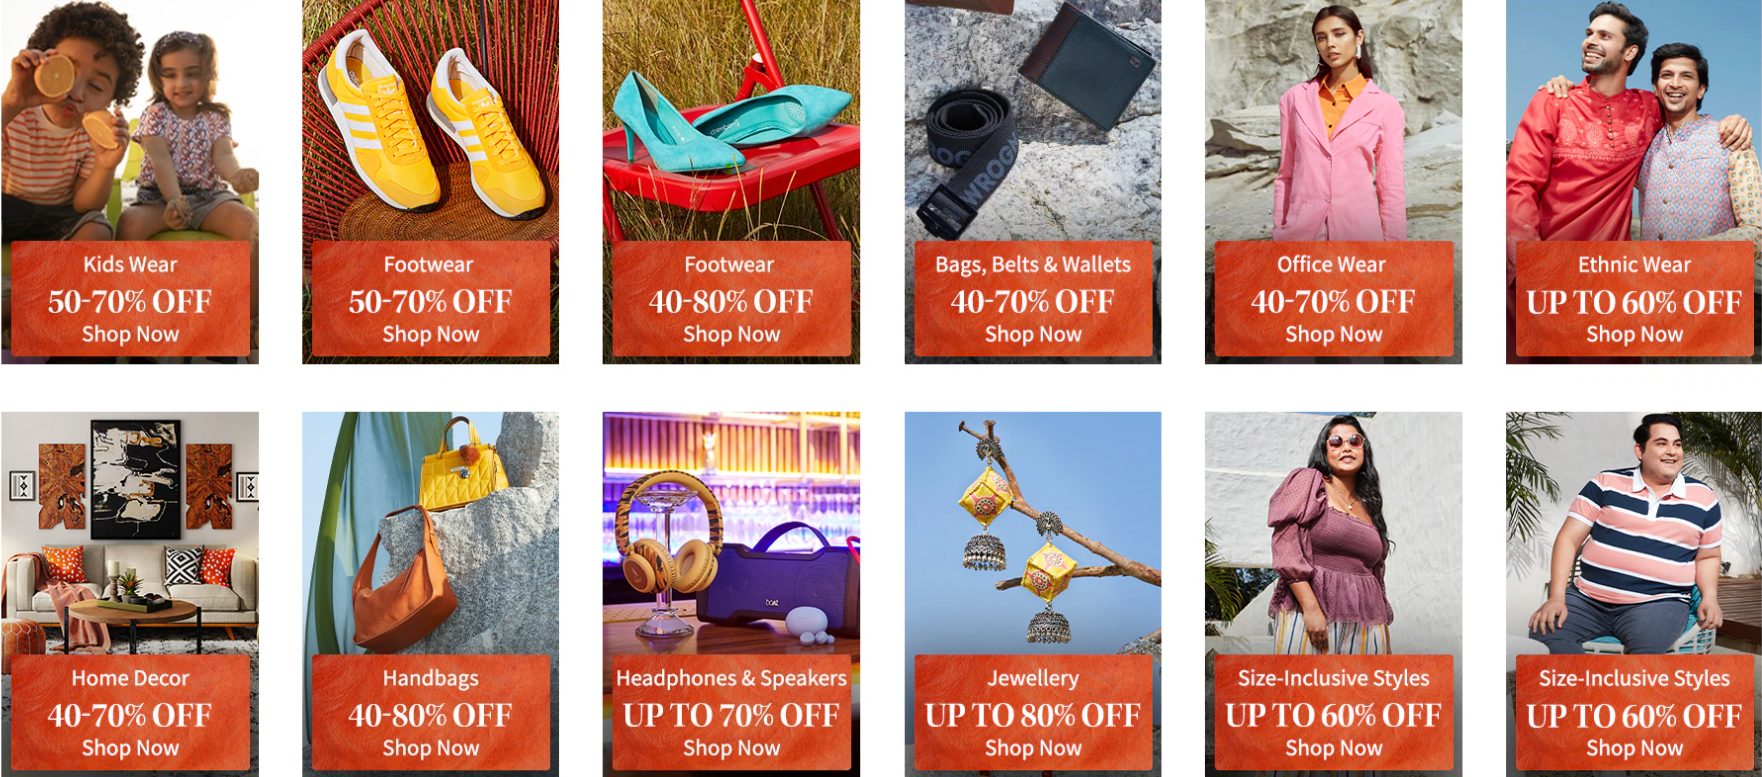 Kids Wear
50-70% OFF
Shop Now
Footwear
50-70% OFF
Shop Now
Footwear
40-80% OFF
Shop Now
WROGN
Bags, Belts & Wallets
40-70% OFF
Shop Now
Office Wear
40-70% OFF
Shop Now
Ethnic Wear
UP TO 60% OFF
Shop Now
Home Decor
40-70% OFF
Shop Now
Handbags
40-80% OFF
Shop Now
boAt
Headphones & Speakers
UP TO 70% OFF
Shop Now
Jewellery
UP TO 80% OFF
Shop Now
Size-Inclusive Styles
UP TO 60% OFF
Shop Now
Size-Inclusive Styles
UP TO 60% OFF
Shop Now